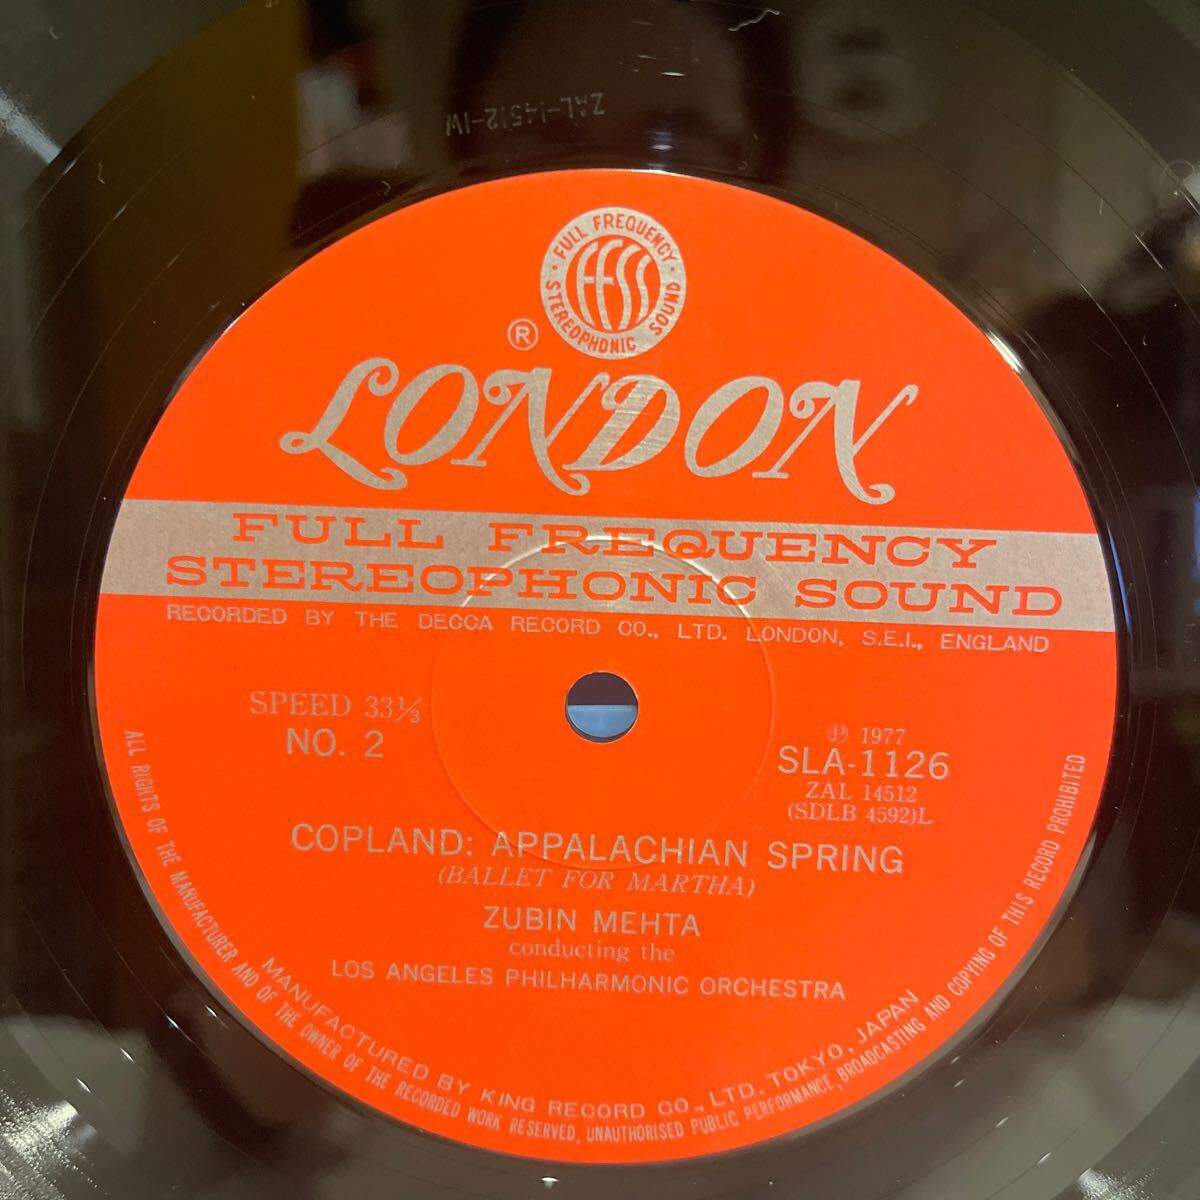 ZAL-14512-1W
FULL FREQUENCY
FFSS
STEREOPHONIC SOUND
®
LONDON
FULL FREQUENCY
STEREOPHONIC SOUND
RECORDED BY THE DECCA RECORD CO., LTD. LONDON, S.E.I., ENGLAND
SPEED 33⅓
NO. 2
Ⓟ 1977
SLA-1126
ZAL 14512
(SDLB 4592)L
COPLAND: APPALACHIAN SPRING
(BALLET FOR MARTHA)
ZUBIN MEHTA
conducting the
LOS ANGELES PHILHARMONIC ORCHESTRA
MANUFACTURED BY KING RECORD CO., LTD. TOKYO, JAPAN
ALL RIGHTS OF THE MANUFACTURER AND OF THE OWNER OF THE RECORDED WORK RESERVED, UNAUTHORISED PUBLIC PERFORMANCE, BROADCASTING AND COPYING OF THIS RECORD PROHIBITED